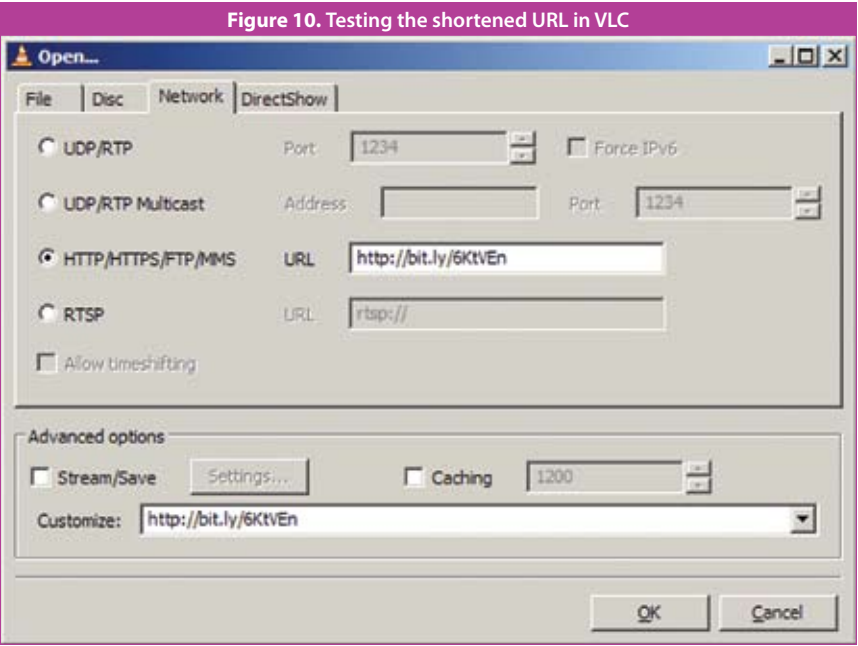 Figure 10. Testing the shortened URL in VLC
Open...
File Disc Network DirectShow
UDP/RTP Port 1234 Force IPv6
UDP/RTP Multicast Address Port 1234
HTTP/HTTPS/FTP/MMS URL http://bit.ly/6KtVEn
RTSP URL rtsp://
Allow timeshifting
Advanced options
Stream/Save Settings... Caching 1200
Customize: http://bit.ly/6KtVEn
OK Cancel